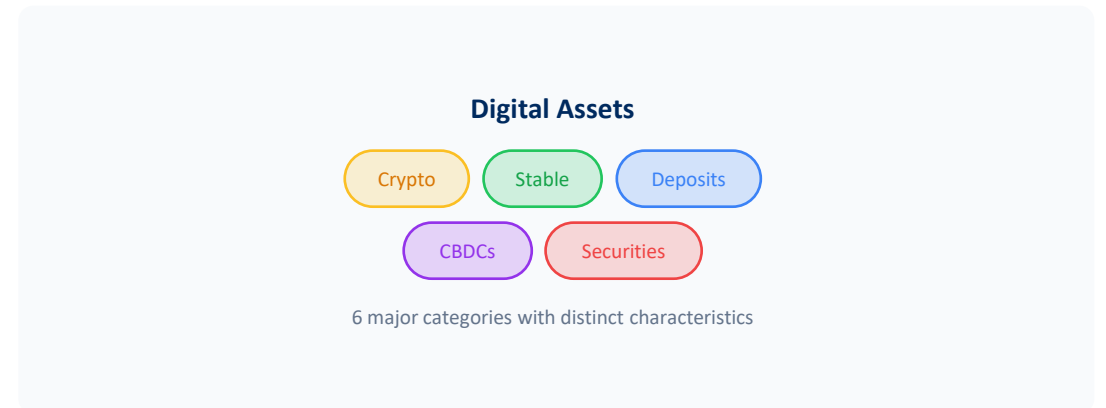 Digital Assets
Crypto Stable Deposits
CBDCs Securities
6 major categories with distinct characteristics